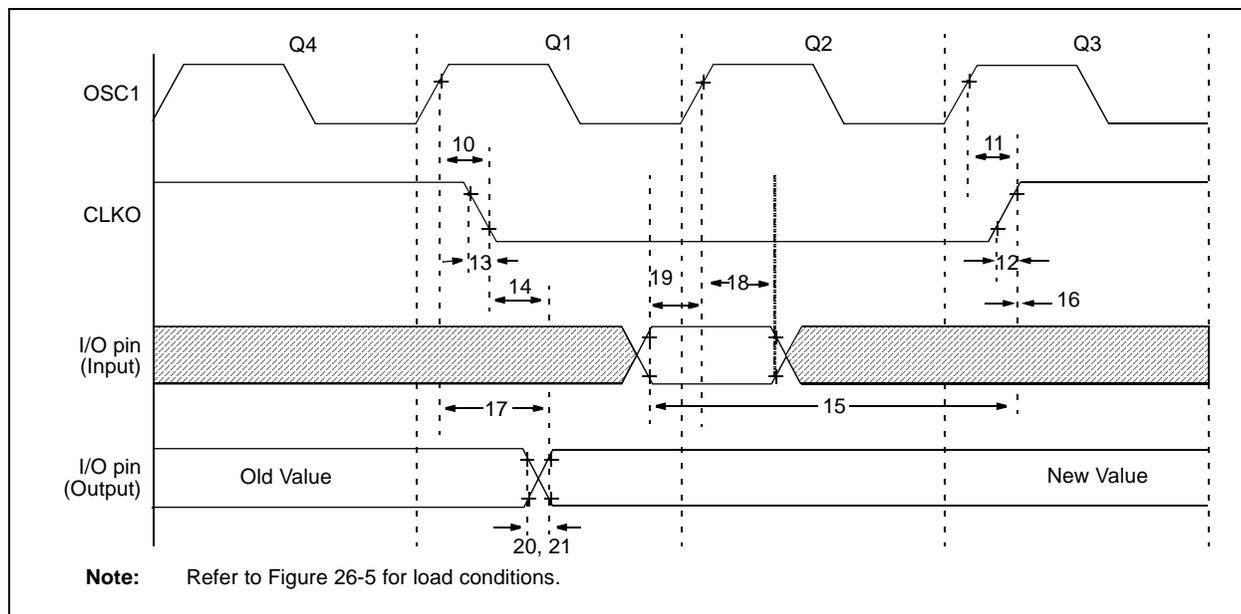 Q4 Q1 Q2 Q3
OSC1
10 11
CLKO
13 12
14 19 18 16
I/O pin
(Input)
17 15
I/O pin
(Output)
Old Value New Value
20, 21
Note: Refer to Figure 26-5 for load conditions.